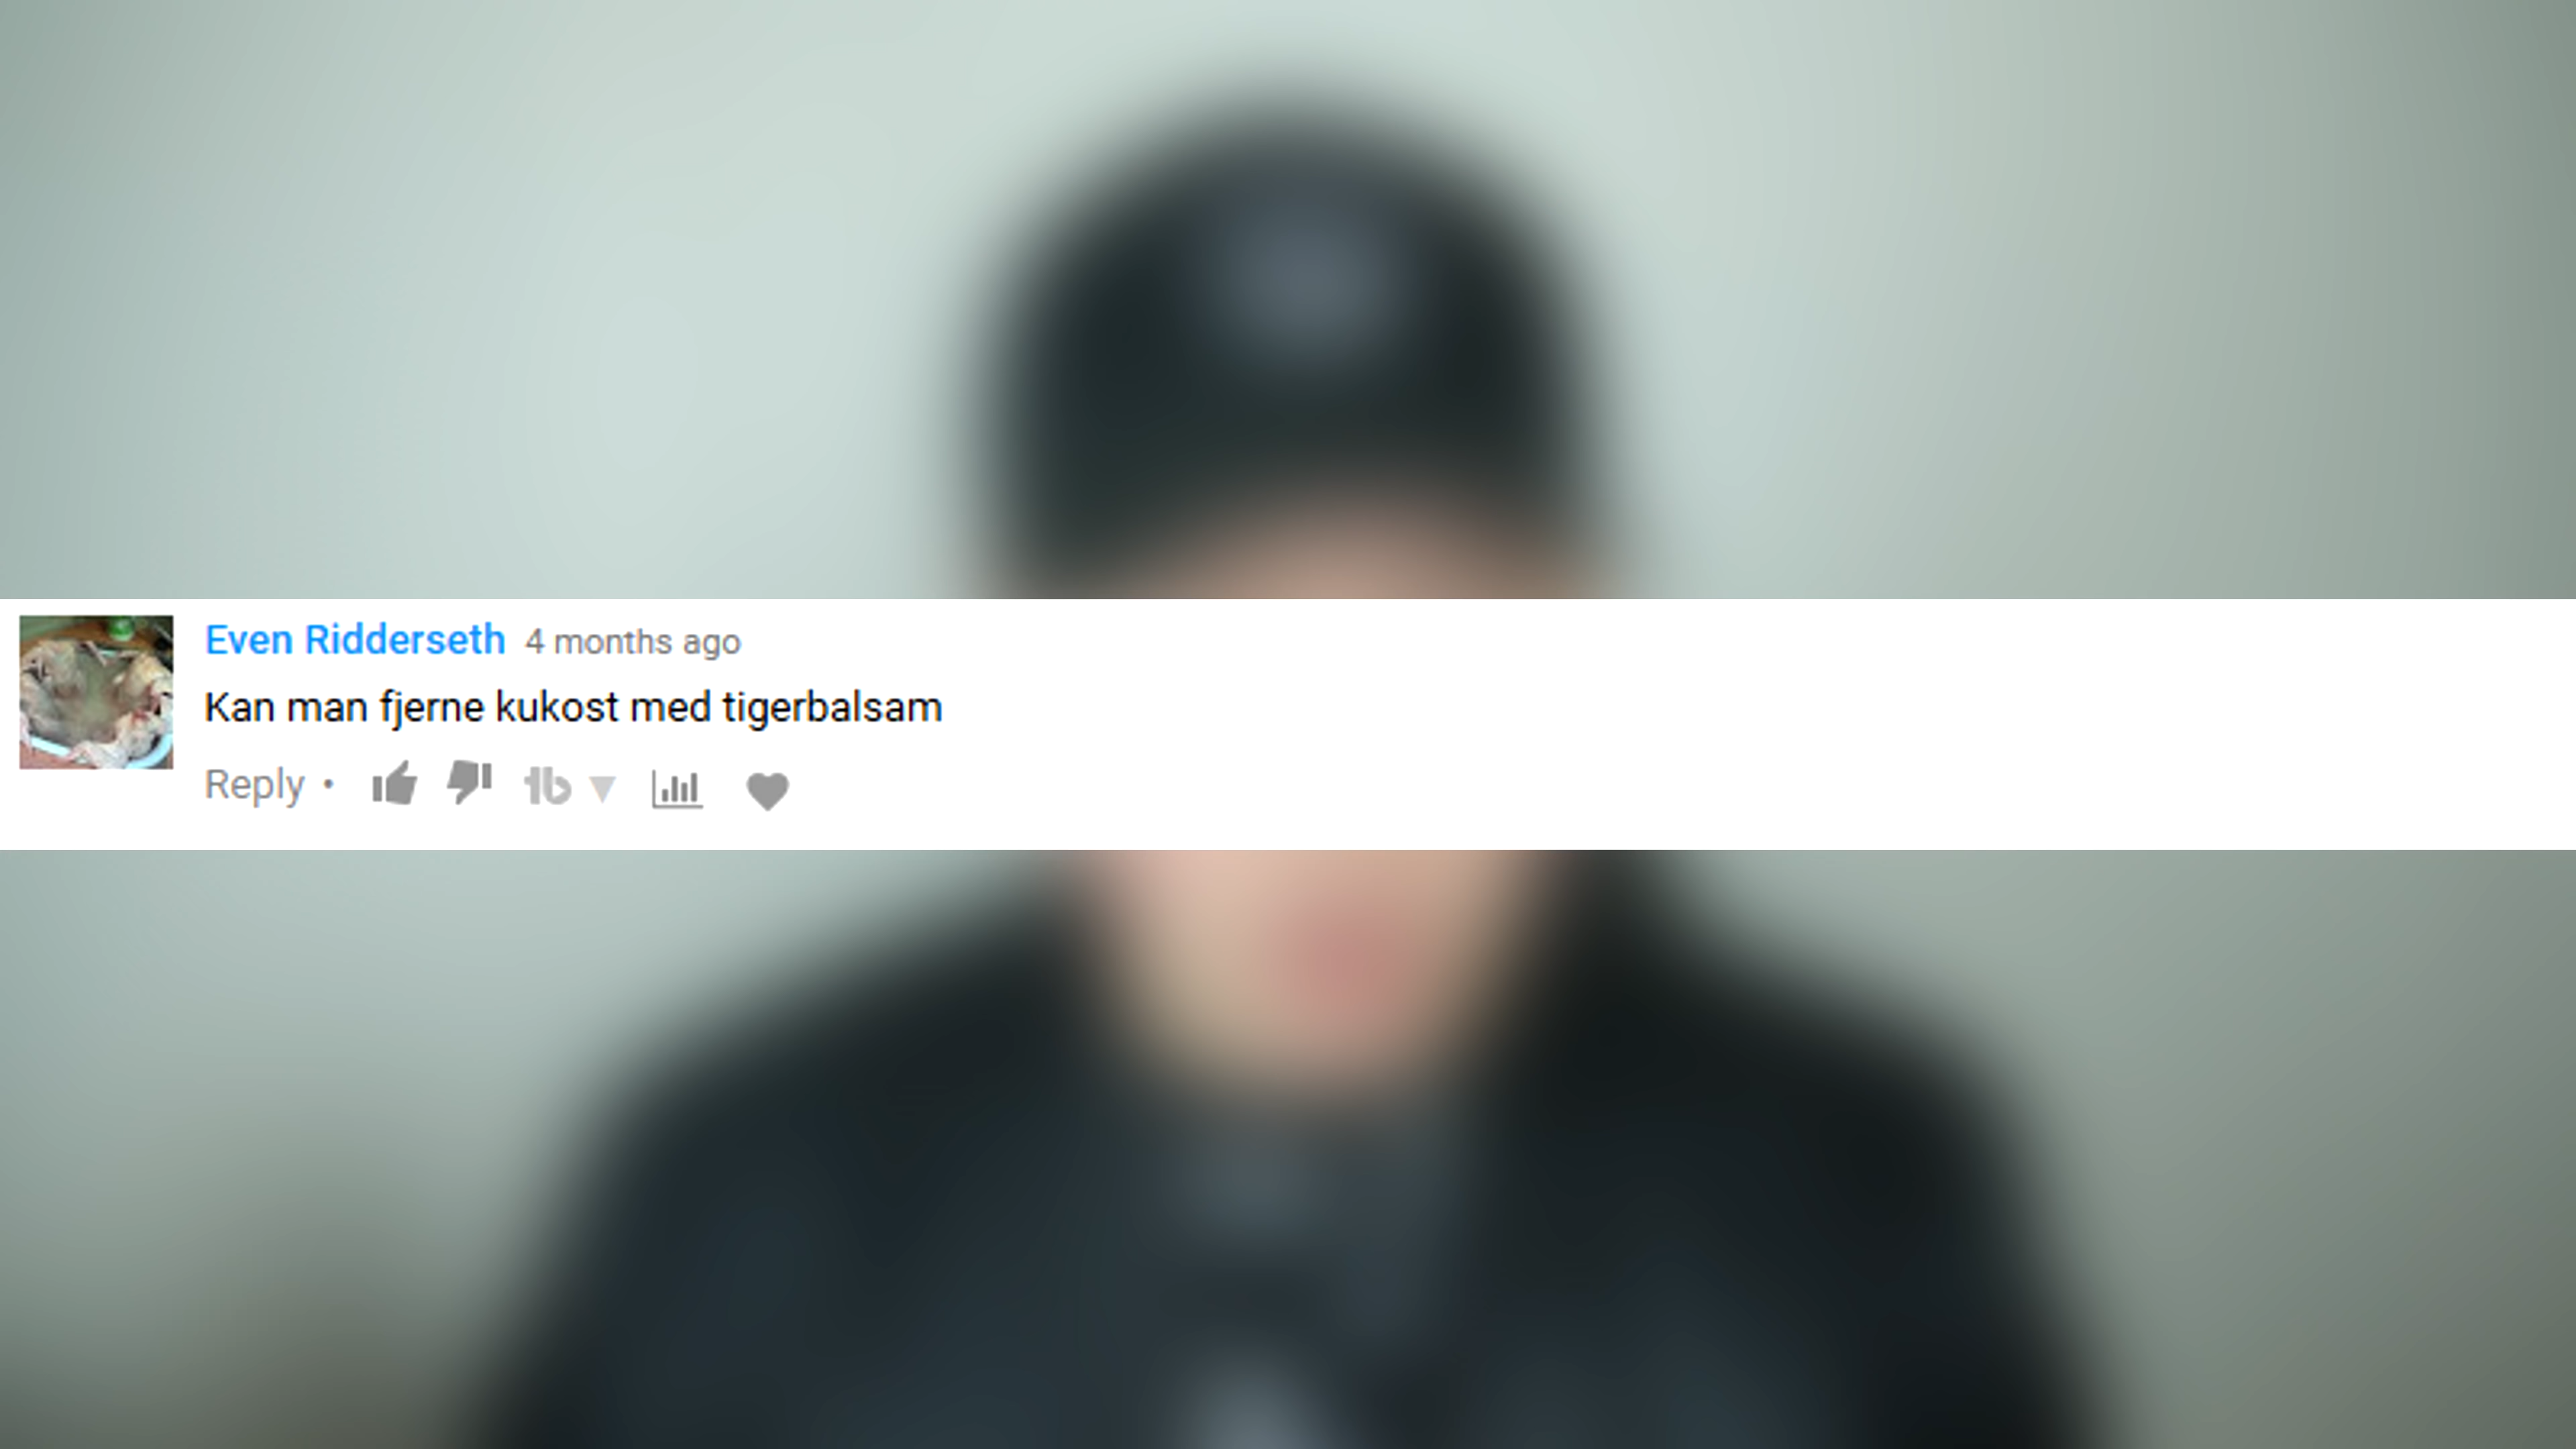 Even Ridderseth 4 months ago
Kan man fjerne kukost med tigerbalsam
Reply •